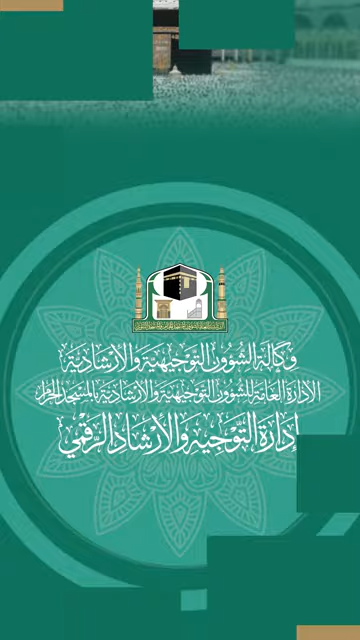 وكالة الشؤون التوجيهية والإرشادية
الإدارة العامة للشؤون التوجيهية والإرشادية بالمسجد الحرام
إدارة التوجيه والإرشاد الرقمي